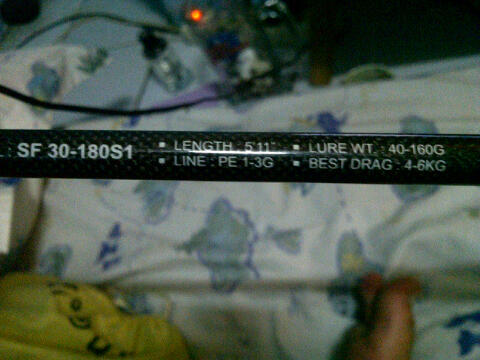 : SF 30-180S1
▪ LENGTH : 5'11" ▪ LURE WT. : 40-160G
▪ LINE : PE 1-3G ▪ BEST DRAG : 4-6KG